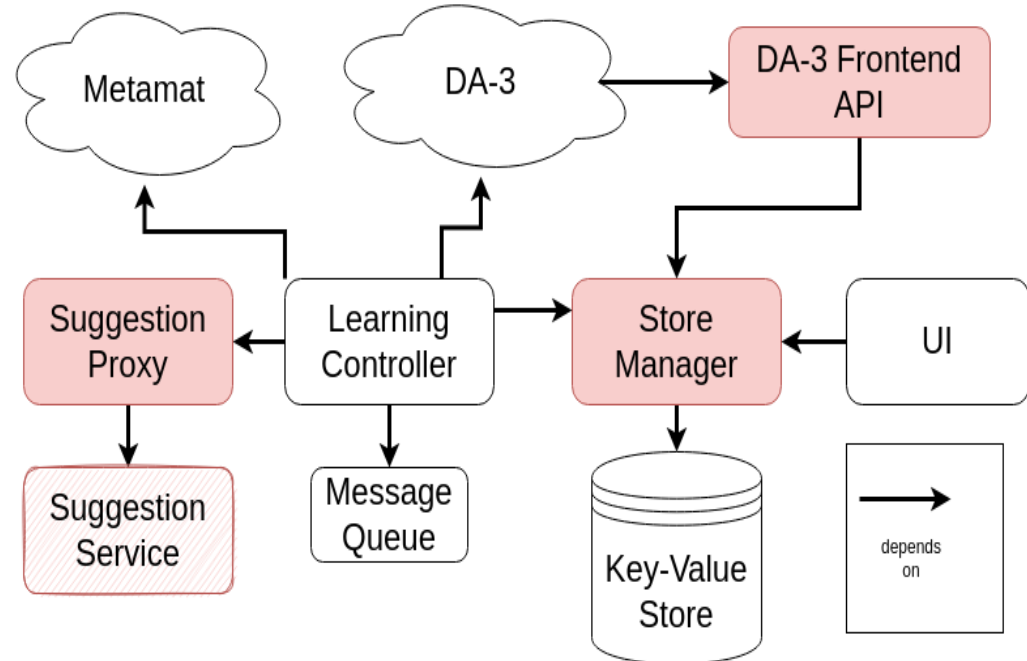 Metamat
DA-3
DA-3 Frontend
API
Suggestion
Proxy
Learning
Controller
Store
Manager
UI
Suggestion
Service
Message
Queue
Key-Value
Store
depends
on